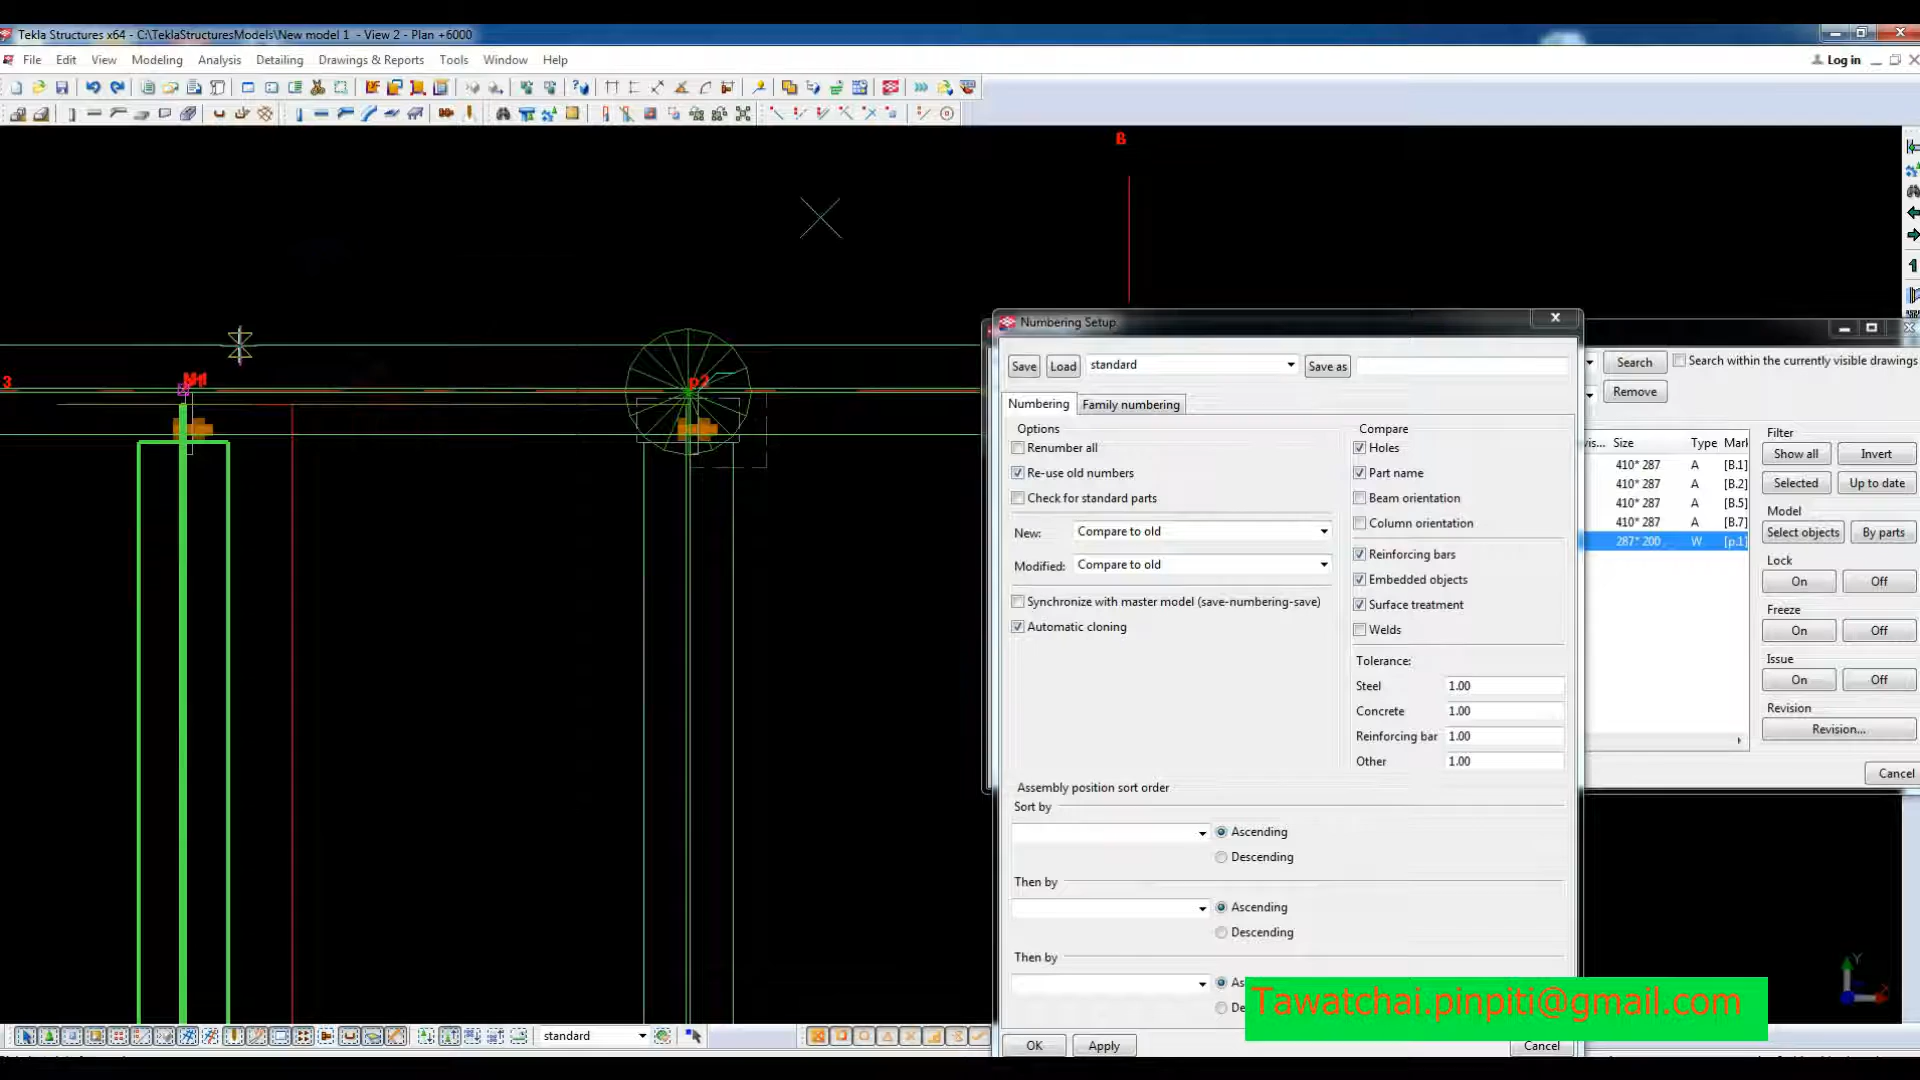 Tekla Structures x64 - C:\TeklaStructuresModels\New model 1 - View 2 - Plan +6000
File Edit View Modeling Analysis Detailing Drawings & Reports Tools Window Help
Log in
B
3
p2
Numbering Setup
Save Load standard Save as
Numbering Family numbering
Options
Renumber all
Re-use old numbers
Check for standard parts
New: Compare to old
Modified: Compare to old
Synchronize with master model (save-numbering-save)
Automatic cloning
Compare
Holes
Part name
Beam orientation
Column orientation
Reinforcing bars
Embedded objects
Surface treatment
Welds
Tolerance:
Steel 1.00
Concrete 1.00
Reinforcing bar 1.00
Other 1.00
Assembly position sort order
Sort by
Ascending
Descending
Then by
Ascending
Descending
Then by
OK Apply Cancel
Search Search within the currently visible drawings
Remove
Size Type Mark
410* 287 A [B.1]
410* 287 A [B.2]
410* 287 A [B.5]
410* 287 A [B.7]
287* 200 W [p.1]
Filter
Show all Invert
Selected Up to date
Model
Select objects By parts
Lock
On Off
Freeze
On Off
Issue
On Off
Revision
Revision...
Cancel
Y
standard
Tawatchai.pinpiti@gmail.com